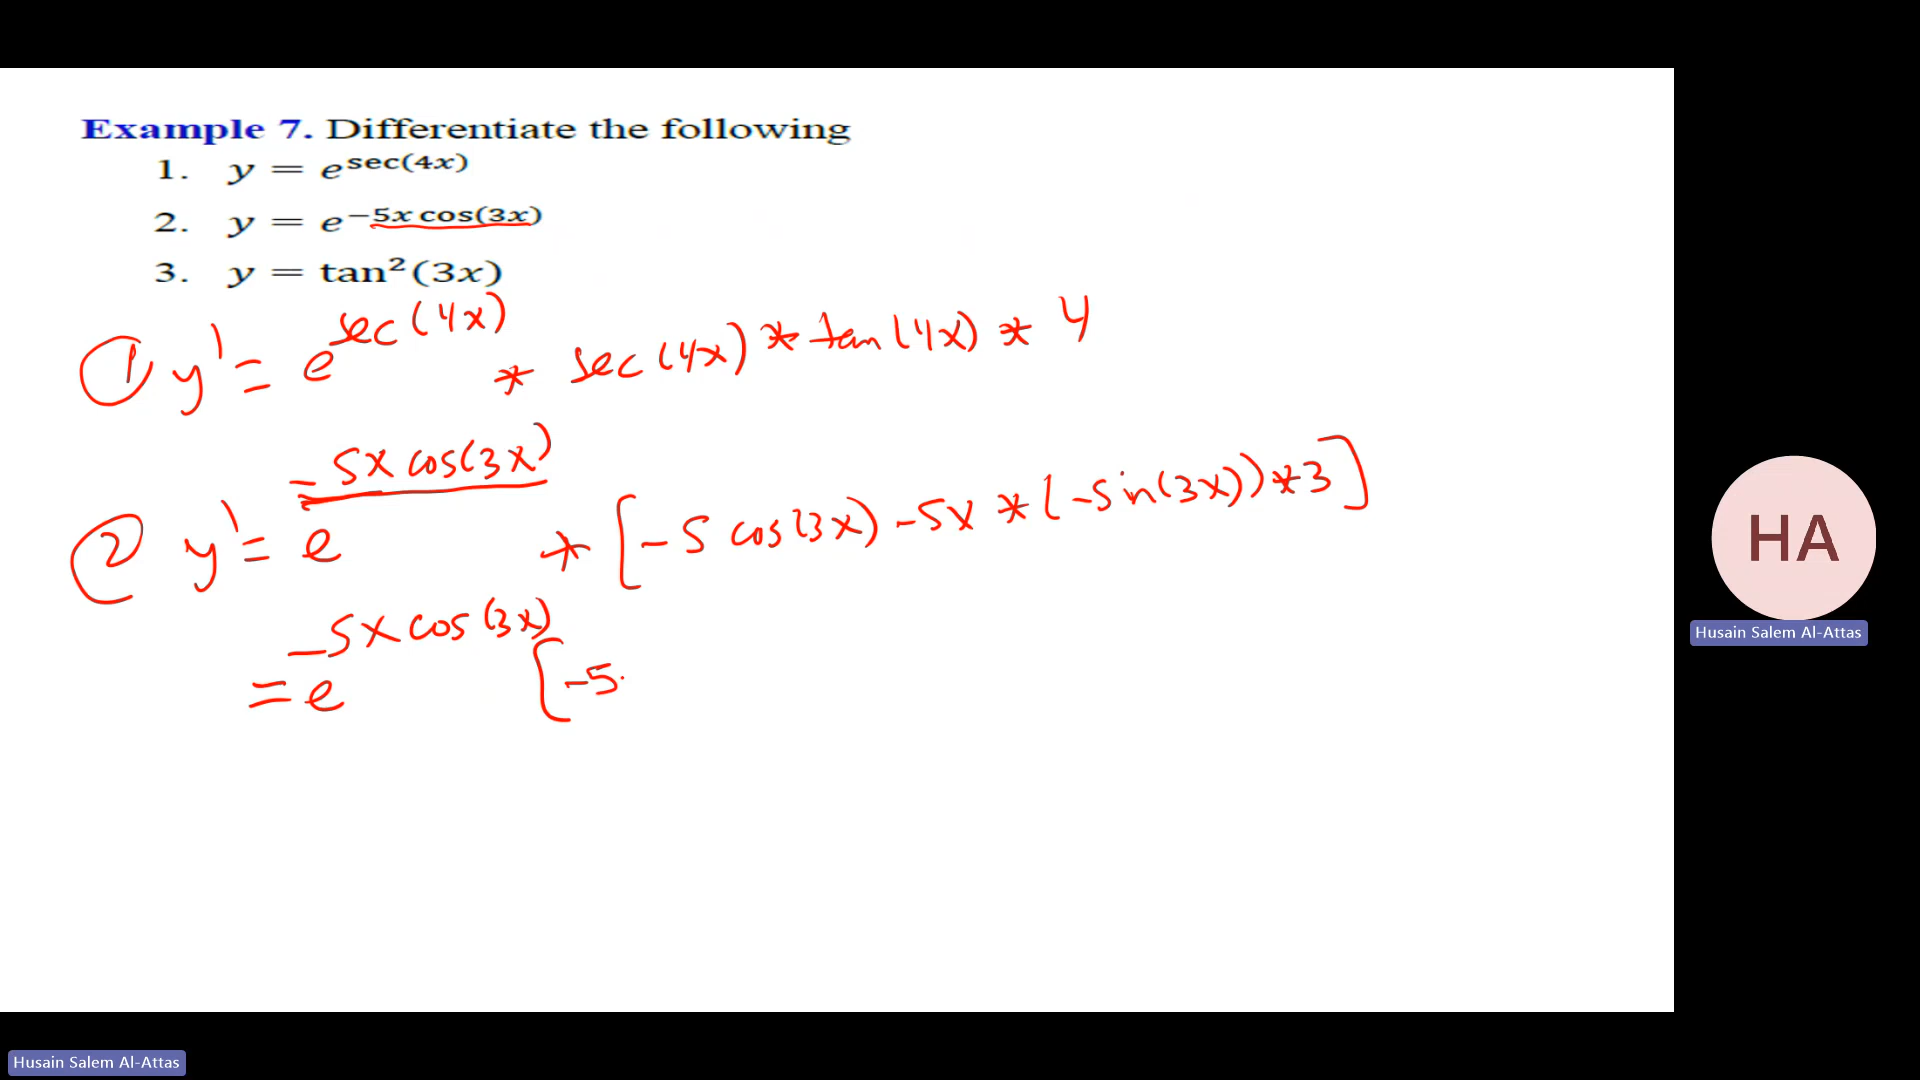 Example 7. Differentiate the following
1. y = e^sec(4x)
2. y = e^−5x cos(3x)
3. y = tan²(3x)
① y' = e^sec(4x) * sec(4x) * tan(4x) * 4
② y' = e^-5x cos(3x) * [-5 cos(3x) -5x * (-sin(3x)) * 3]
= e^-5x cos(3x) [-5
HA
Husain Salem Al-Attas
Husain Salem Al-Attas